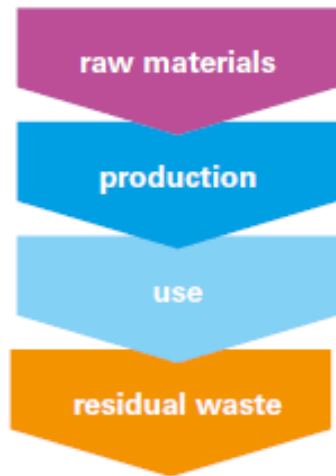 raw materials
production
use
residual waste